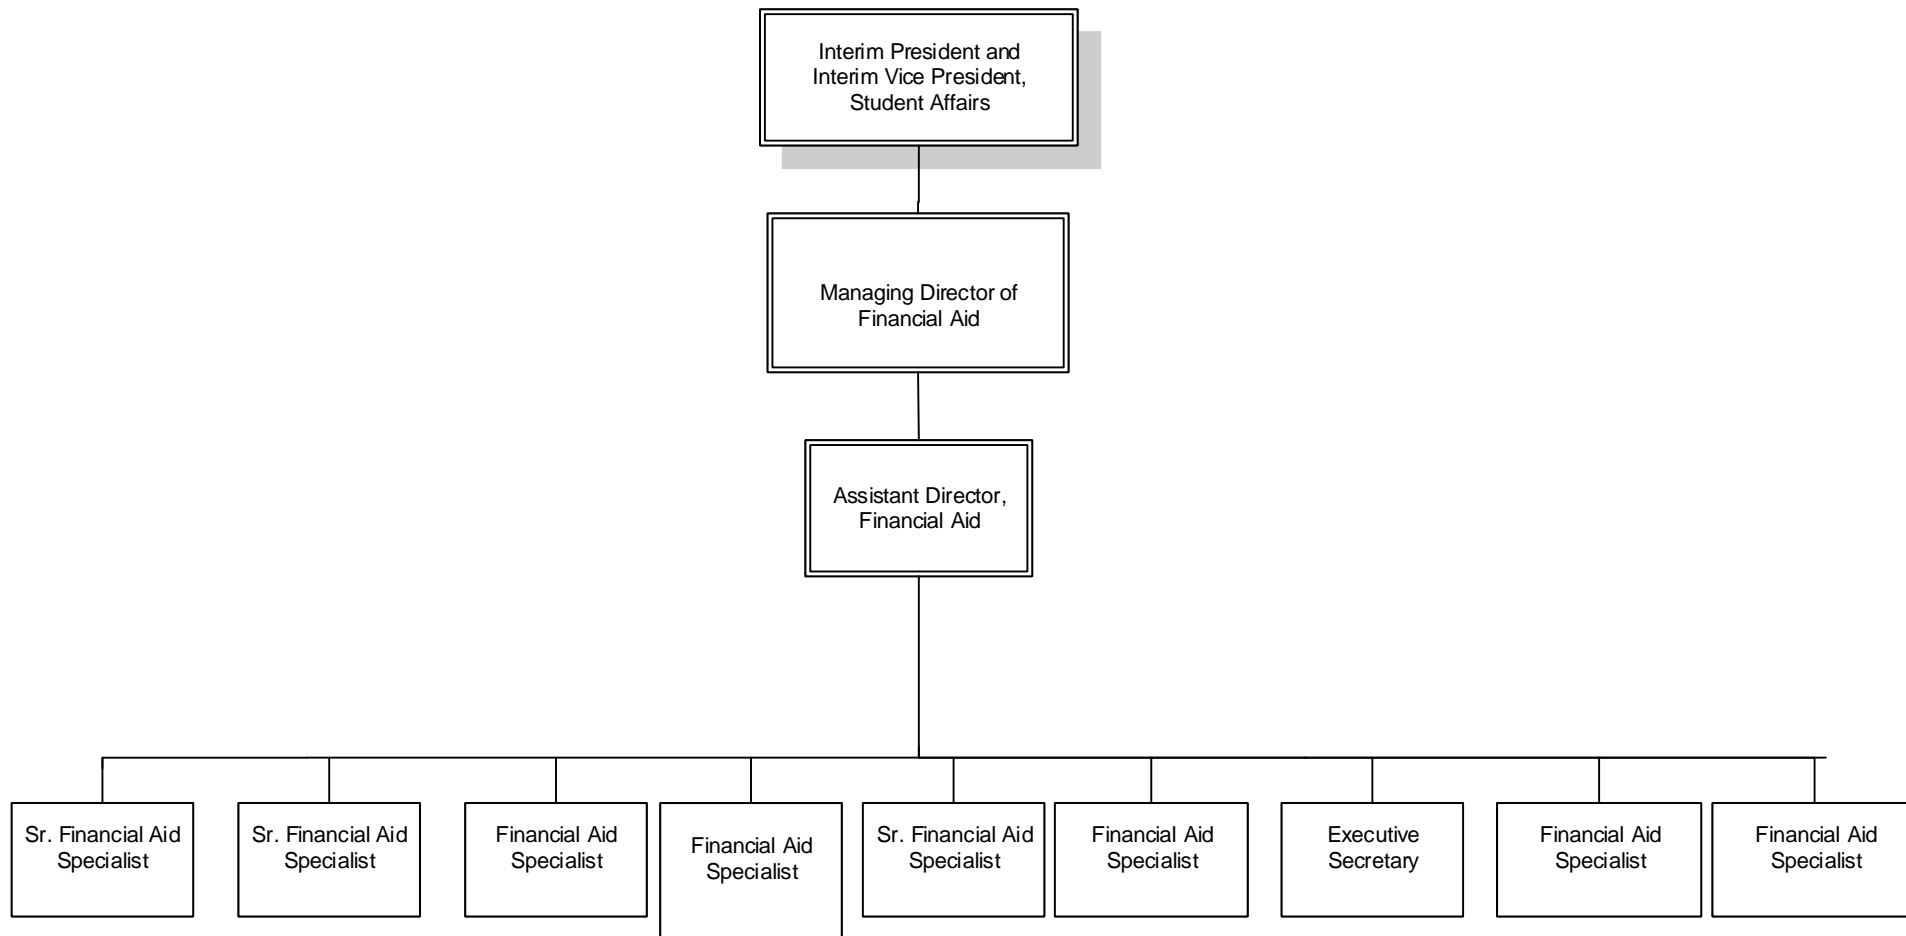 Interim President and
Interim Vice President,
Student Affairs
Managing Director of
Financial Aid
Assistant Director,
Financial Aid
Sr. Financial Aid
Specialist
Sr. Financial Aid
Specialist
Financial Aid
Specialist
Financial Aid
Specialist
Sr. Financial Aid
Specialist
Financial Aid
Specialist
Executive
Secretary
Financial Aid
Specialist
Financial Aid
Specialist